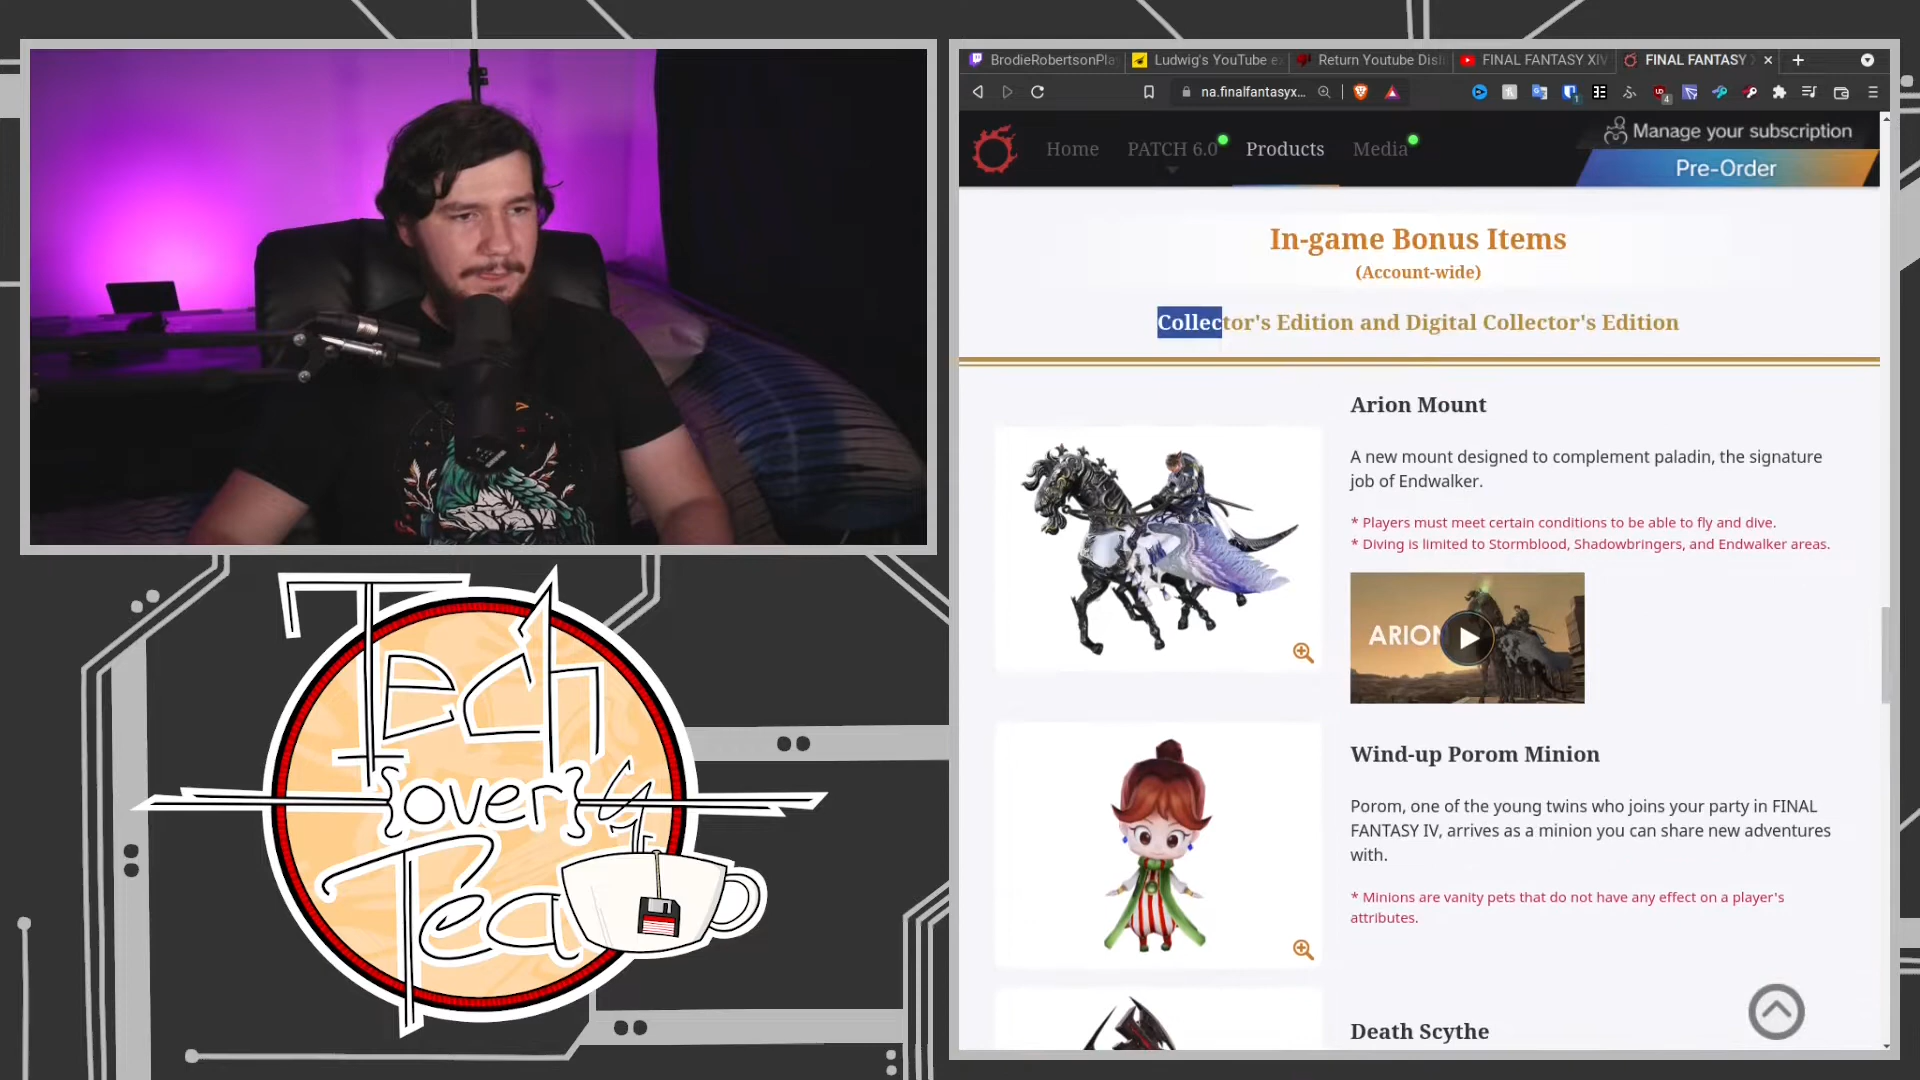 BrodieRobertsonPla
Ludwig's YouTube e
Return Youtube Disl
FINAL FANTASY XIV
FINAL FANTASY X
na.finalfantasyx...
Home
PATCH 6.0
Products
Media
Manage your subscription
Pre-Order
In-game Bonus Items
(Account-wide)
Collector's Edition and Digital Collector's Edition
Arion Mount
A new mount designed to complement paladin, the signature
job of Endwalker.
* Players must meet certain conditions to be able to fly and dive.
* Diving is limited to Stormblood, Shadowbringers, and Endwalker areas.
ARION
Wind-up Porom Minion
Porom, one of the young twins who joins your party in FINAL
FANTASY IV, arrives as a minion you can share new adventures
with.
* Minions are vanity pets that do not have any effect on a player's
attributes.
Death Scythe
Tech
{over}
Tea